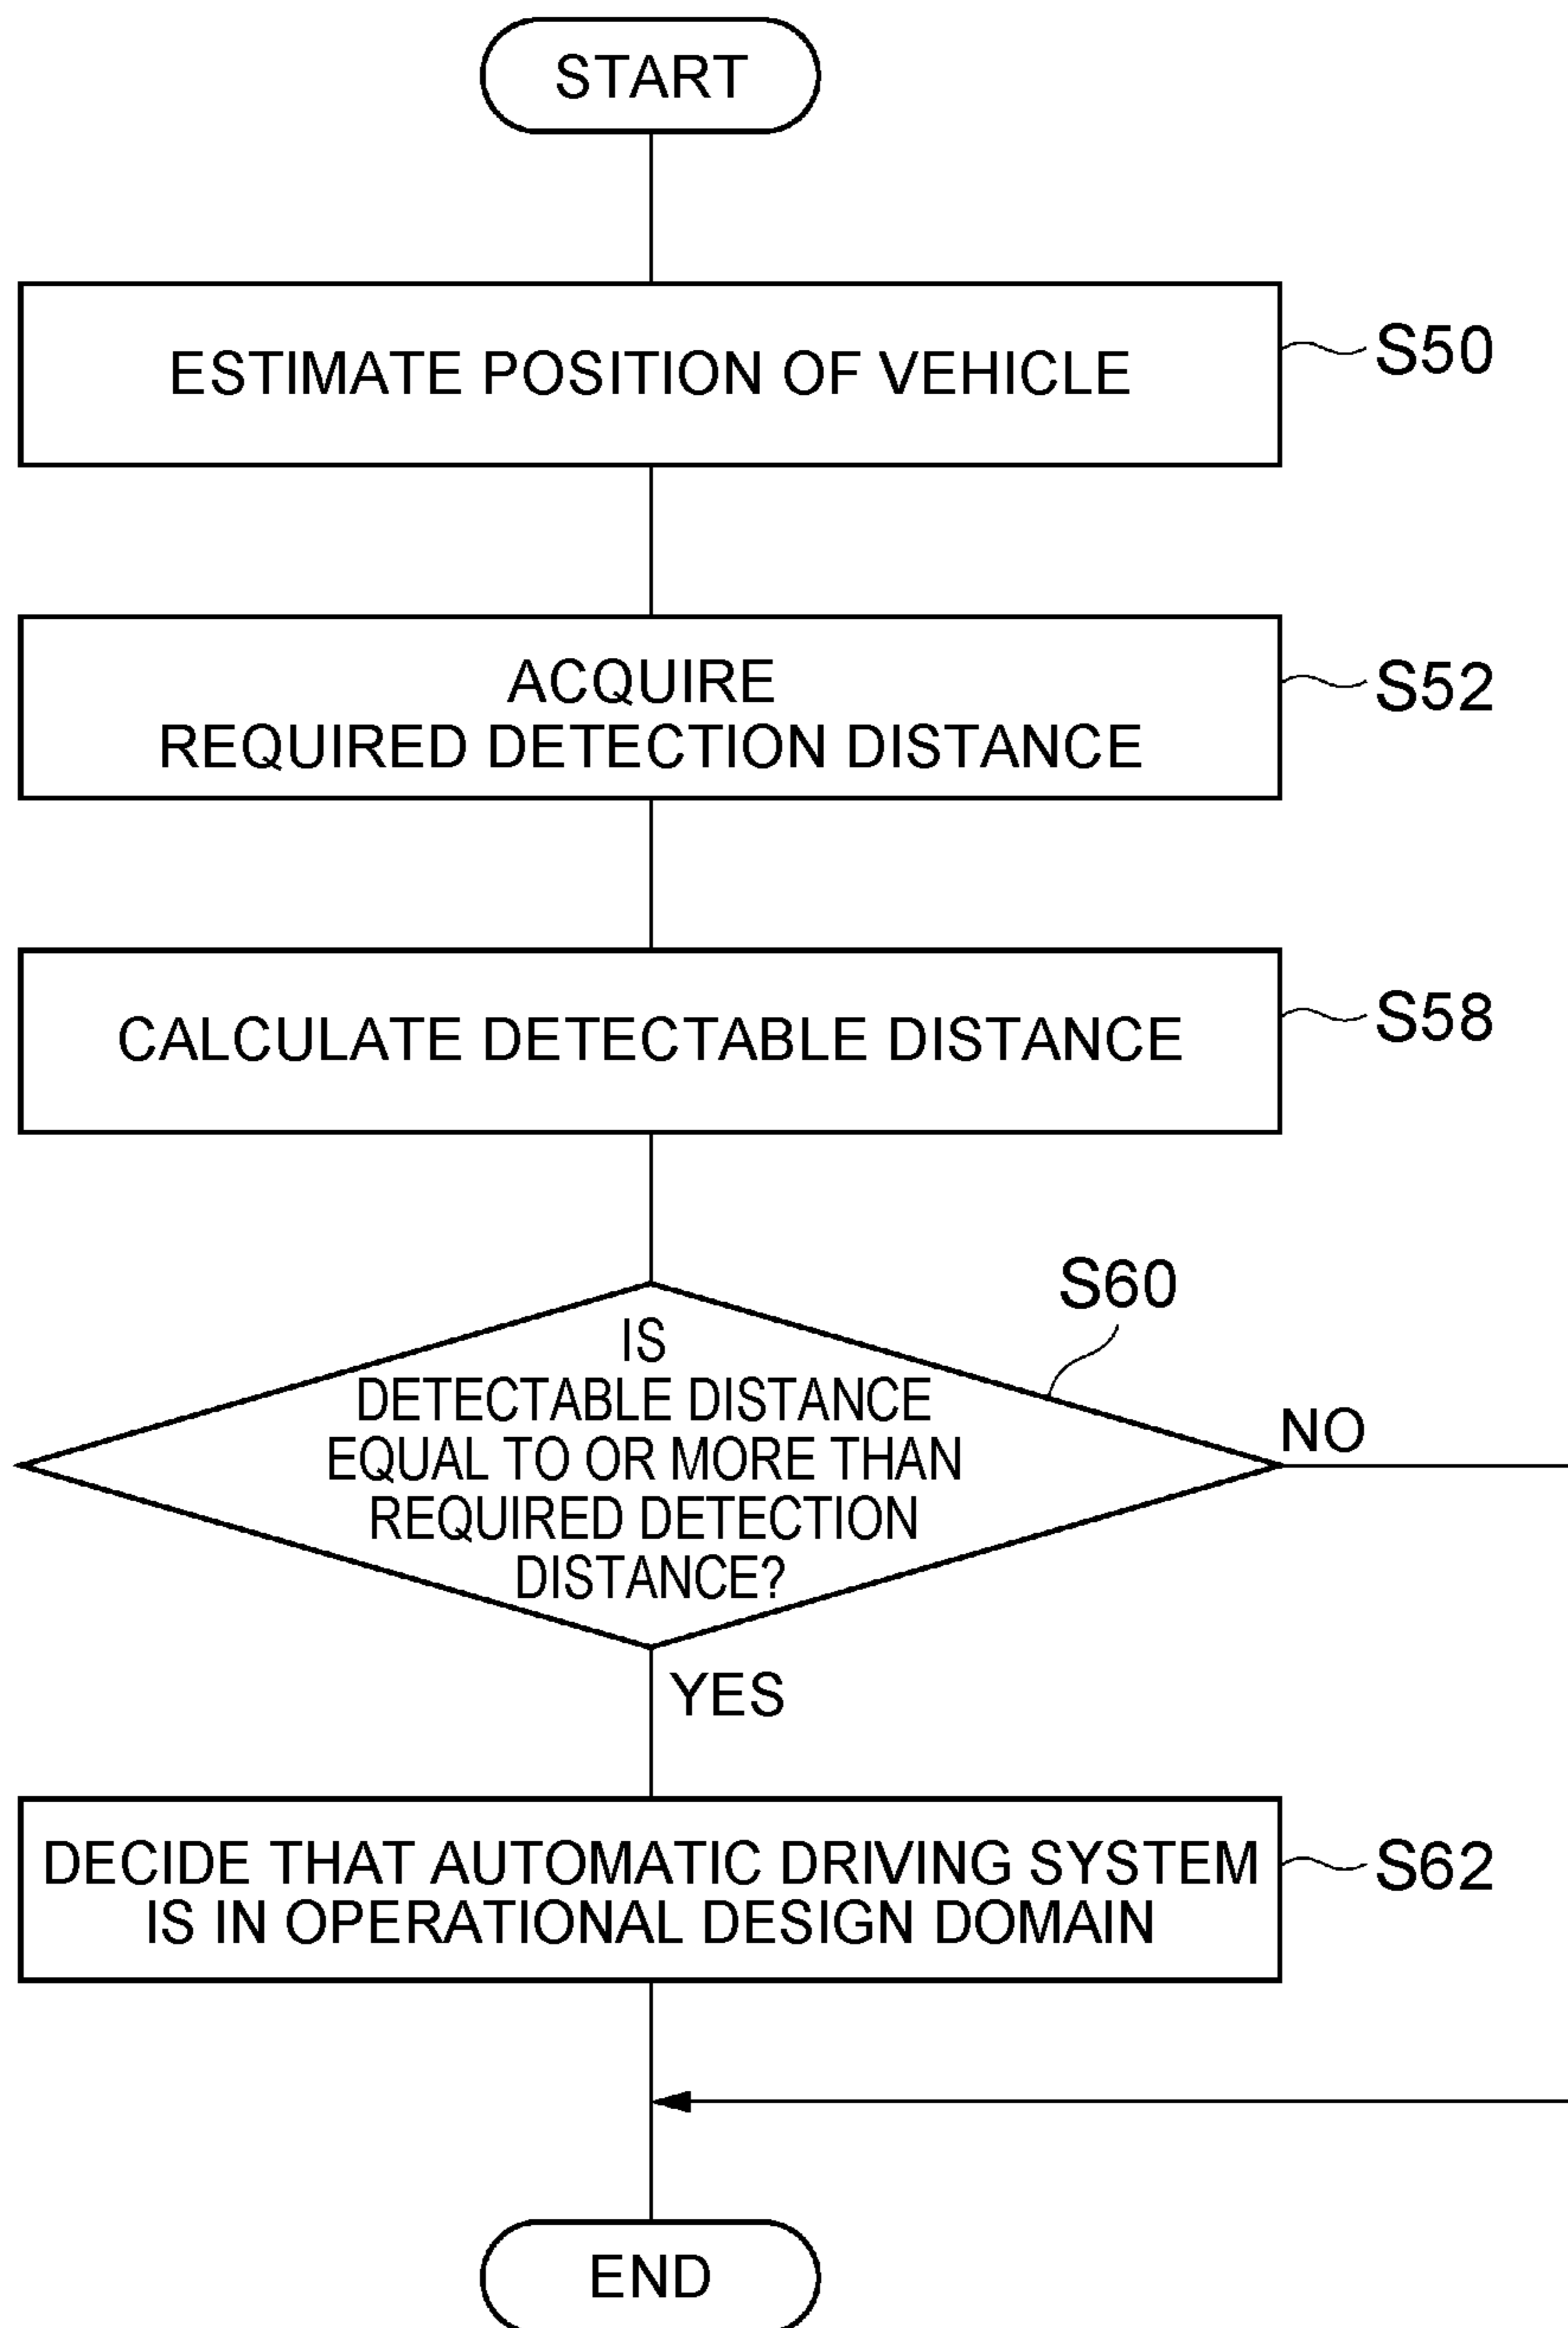 START
ESTIMATE POSITION OF VEHICLE
S50
ACQUIRE
REQUIRED DETECTION DISTANCE
S52
CALCULATE DETECTABLE DISTANCE
S58
S60
IS
DETECTABLE DISTANCE
EQUAL TO OR MORE THAN
REQUIRED DETECTION
DISTANCE?
NO
YES
DECIDE THAT AUTOMATIC DRIVING SYSTEM
IS IN OPERATIONAL DESIGN DOMAIN
S62
END